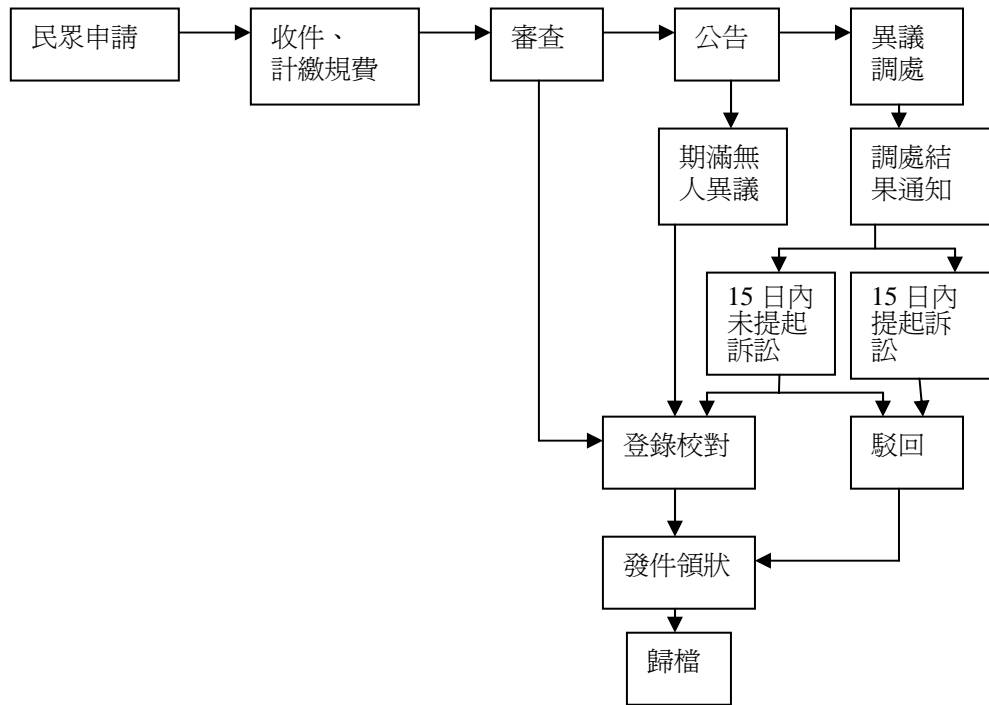 民眾申請
收件、
計繳規費
審查
公告
異議
調處
期滿無
人異議
調處結
果通知
15 日內
未提起
訴訟
15 日內
提起訴
訟
登錄校對
駁回
發件領狀
歸檔